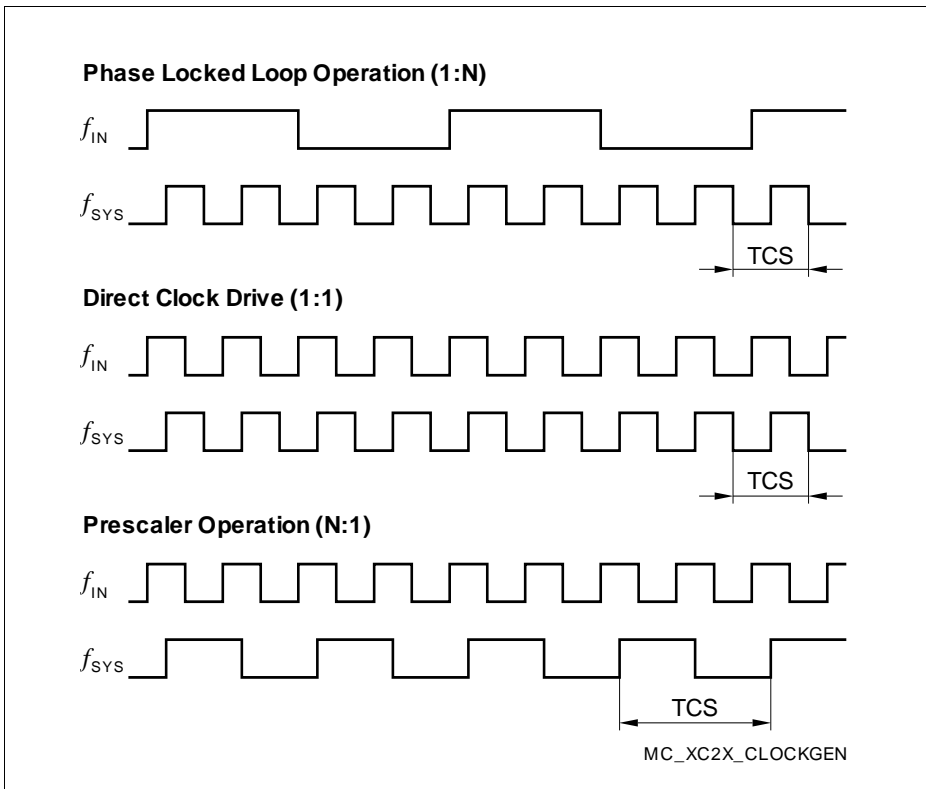 Phase Locked Loop Operation (1:N)
fIN
fSYS
TCS
Direct Clock Drive (1:1)
fIN
fSYS
TCS
Prescaler Operation (N:1)
fIN
fSYS
TCS
MC_XC2X_CLOCKGEN